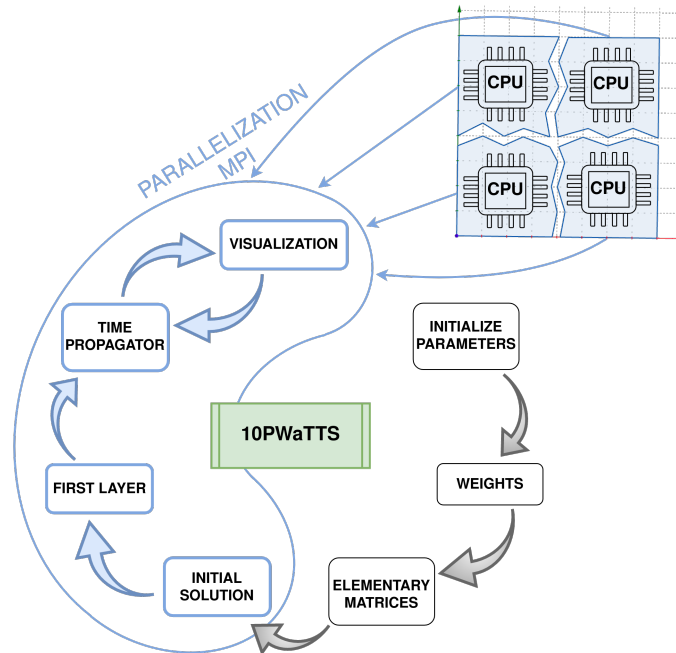 CPU
CPU
CPU
CPU
PARALLELIZATION
MPI
VISUALIZATION
TIME
PROPAGATOR
INITIALIZE
PARAMETERS
10PWaTTS
FIRST LAYER
WEIGHTS
INITIAL
SOLUTION
ELEMENTARY
MATRICES